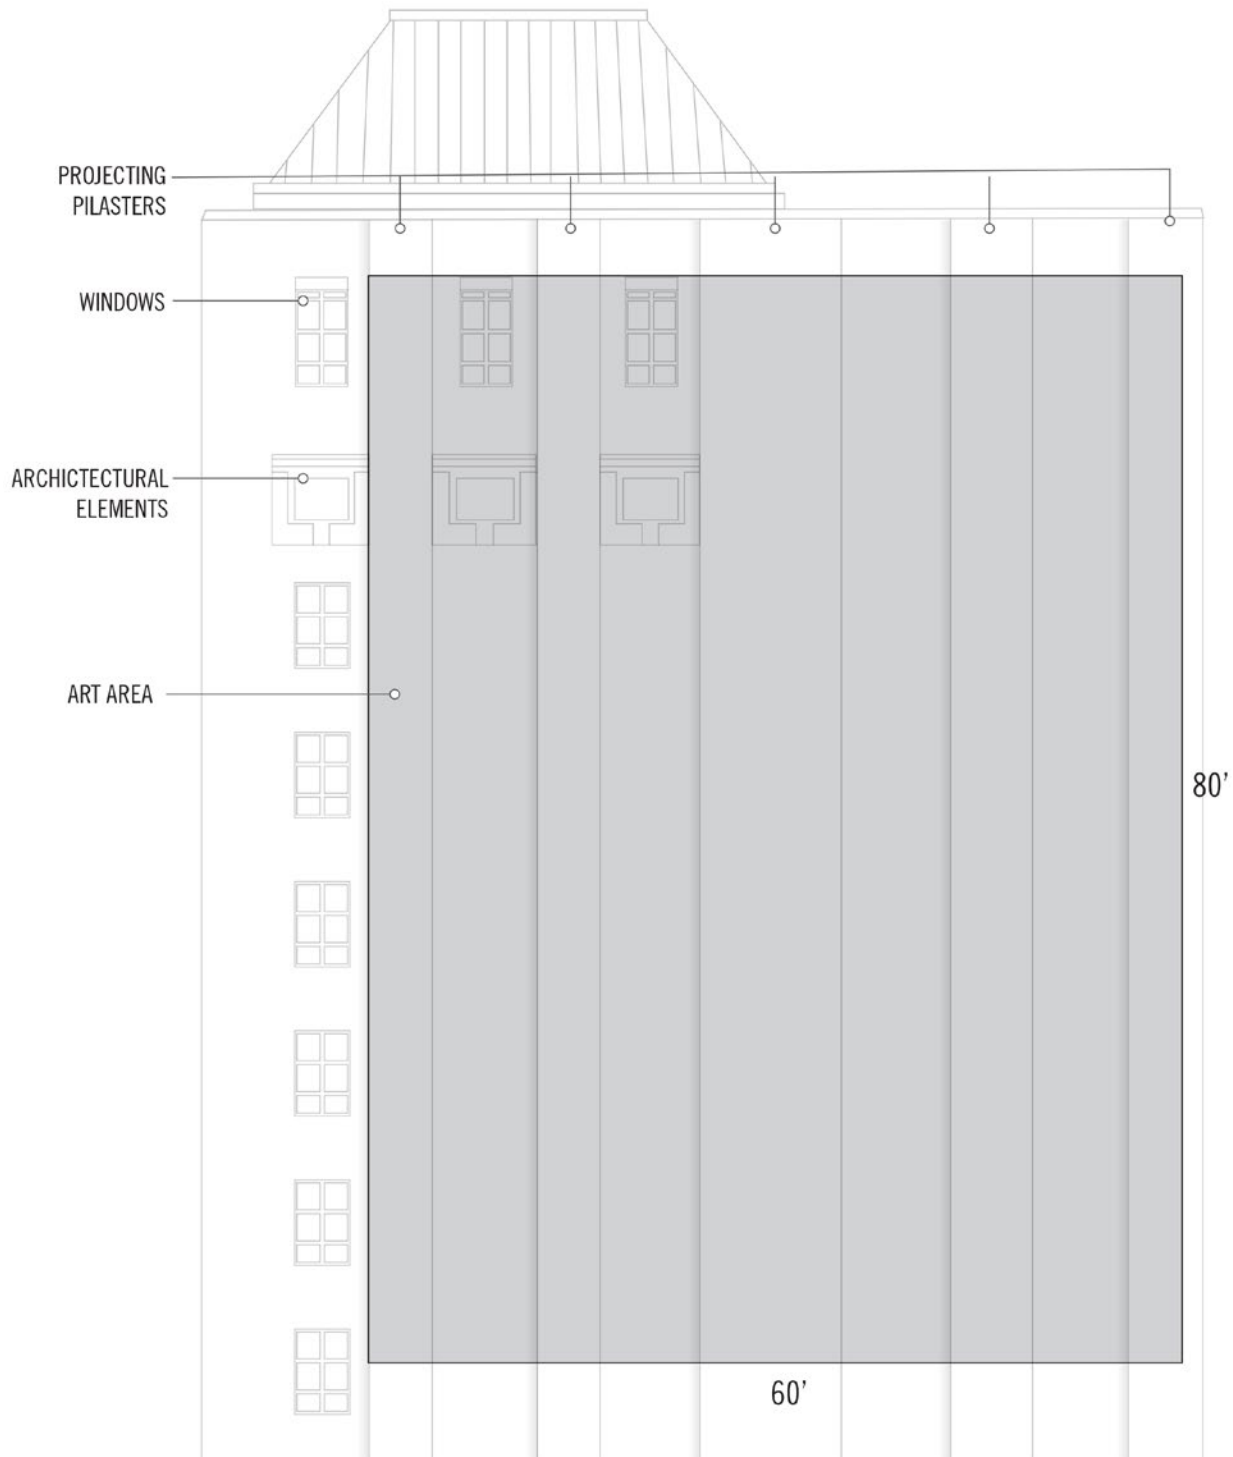 PROJECTING
PILASTERS
WINDOWS
ARCHICTECTURAL
ELEMENTS
ART AREA
80’
60’